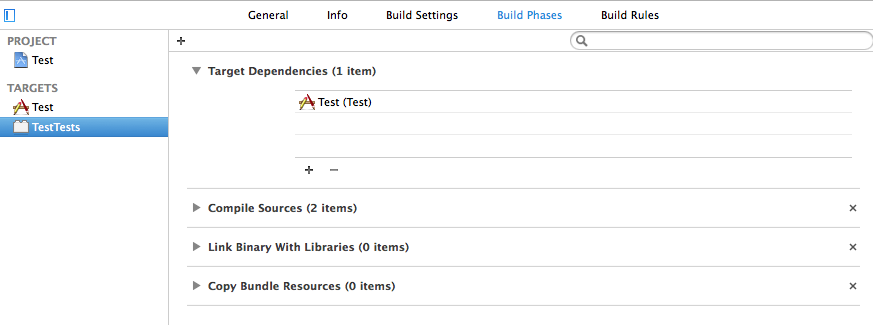 General Info Build Settings Build Phases Build Rules
PROJECT
Test
TARGETS
Test
TestTests
Target Dependencies (1 item)
Test (Test)
Compile Sources (2 items)
Link Binary With Libraries (0 items)
Copy Bundle Resources (0 items)